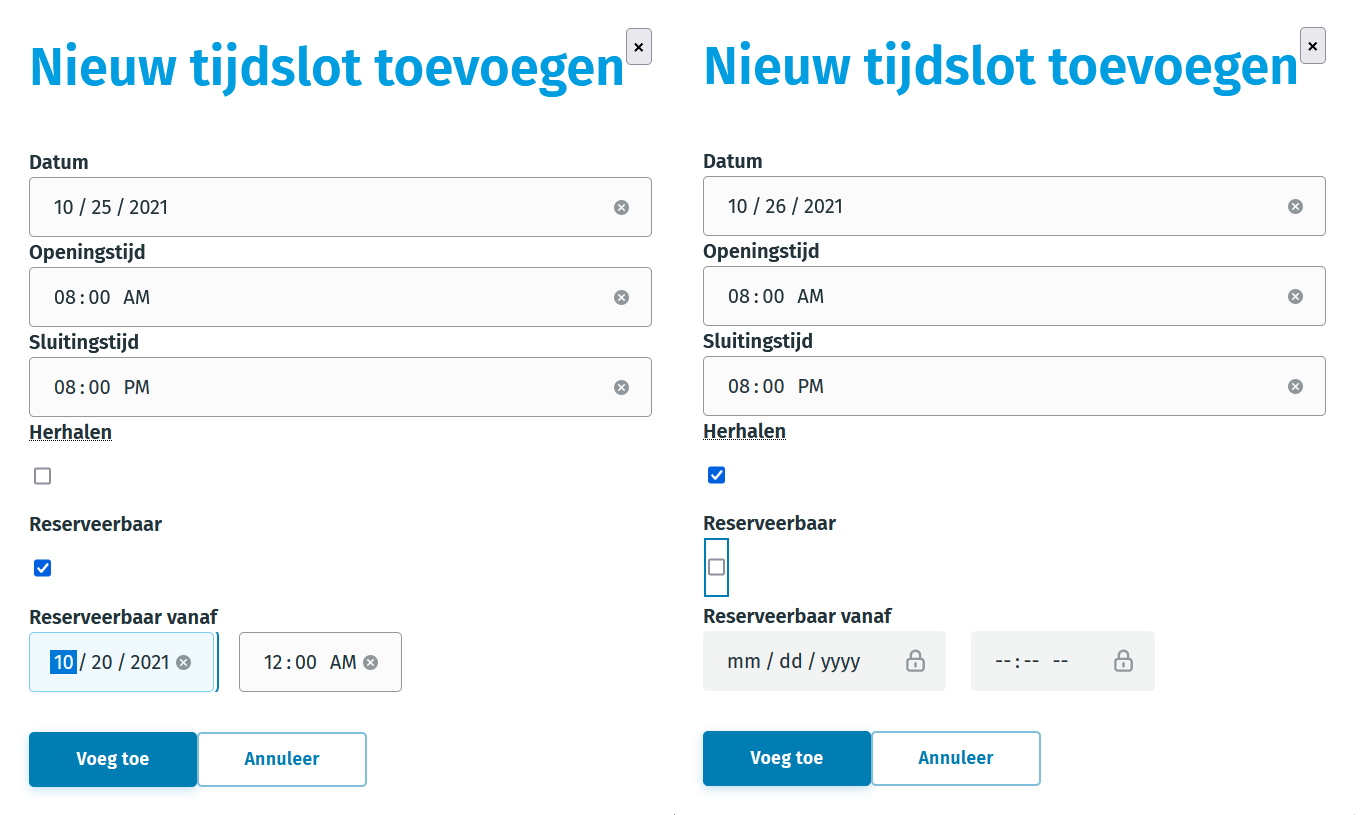 Nieuw tijdslot toevoegen
×
Datum
10 / 25 / 2021
Openingstijd
08 : 00 AM
Sluitingstijd
08 : 00 PM
Herhalen
Reserveerbaar
Reserveerbaar vanaf
10 / 20 / 2021
12 : 00 AM
Voeg toe
Annuleer
Nieuw tijdslot toevoegen
×
Datum
10 / 26 / 2021
Openingstijd
08 : 00 AM
Sluitingstijd
08 : 00 PM
Herhalen
Reserveerbaar
Reserveerbaar vanaf
mm / dd / yyyy
-- : -- --
Voeg toe
Annuleer